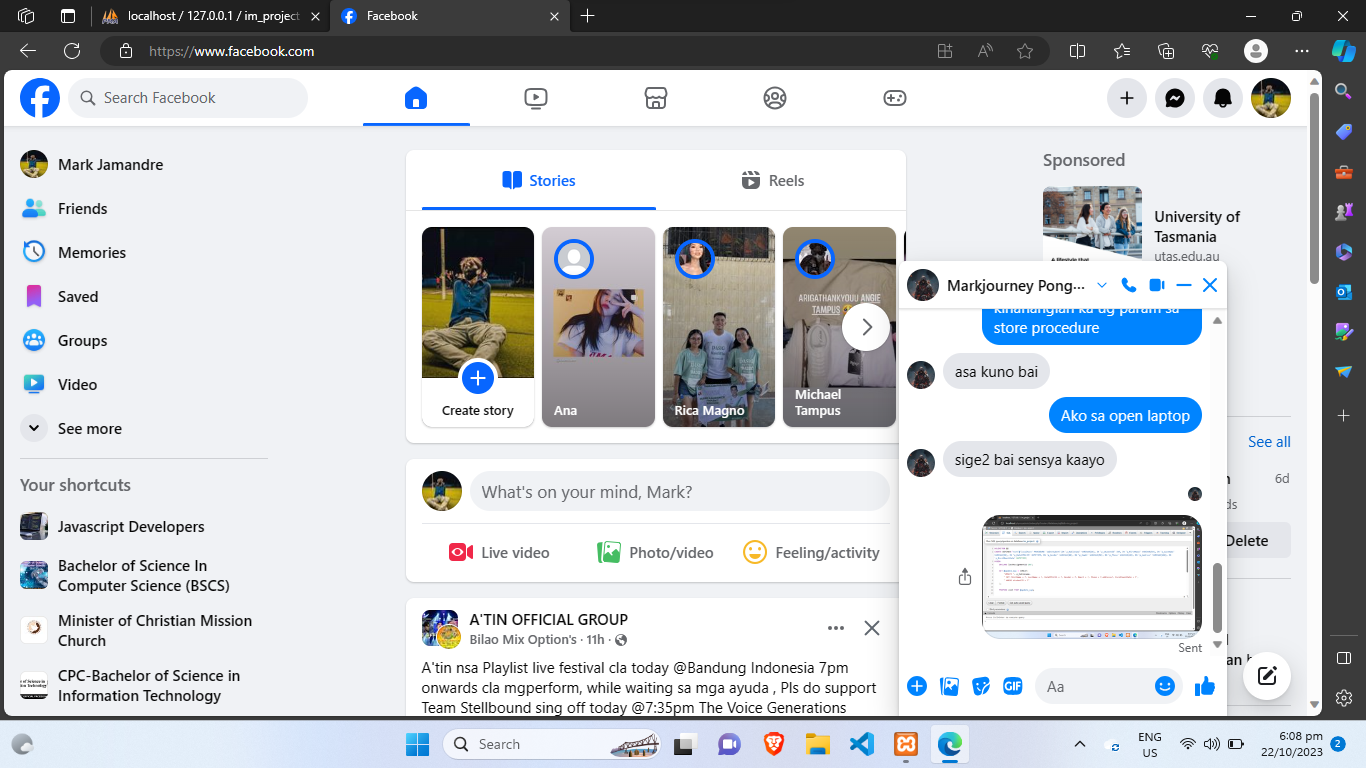 localhost / 127.0.0.1 / im_project
Facebook
https://www.facebook.com
Search Facebook
Mark Jamandre
Friends
Memories
Saved
Groups
Video
See more
Your shortcuts
Javascript Developers
Bachelor of Science In
Computer Science (BSCS)
Minister of Christian Mission
Church
CPC-Bachelor of Science in
Information Technology
Stories
Reels
Create story
Ana
Rica Magno
ARIGATHANKYOUU ANGIE
TAMPUS
Michael
Tampus
What's on your mind, Mark?
Live video
Photo/video
Feeling/activity
A'TIN OFFICIAL GROUP
Bilao Mix Option's · 11h ·
A'tin nsa Playlist live festival cla today @Bandung Indonesia 7pm
onwards cla mgperform, while waiting sa mga ayuda , Pls do support
Team Stellbound sing off today @7:35pm The Voice Generations
Sponsored
University of
Tasmania
utas.edu.au
A lifestyle that
See all
6d
Delete
Markjourney Pong...
kinahanglan ka ug param sa
store procedure
asa kuno bai
Ako sa open laptop
sige2 bai sensya kaayo
Sent
GIF
Aa
Search
ENG
US
6:08 pm
22/10/2023
2